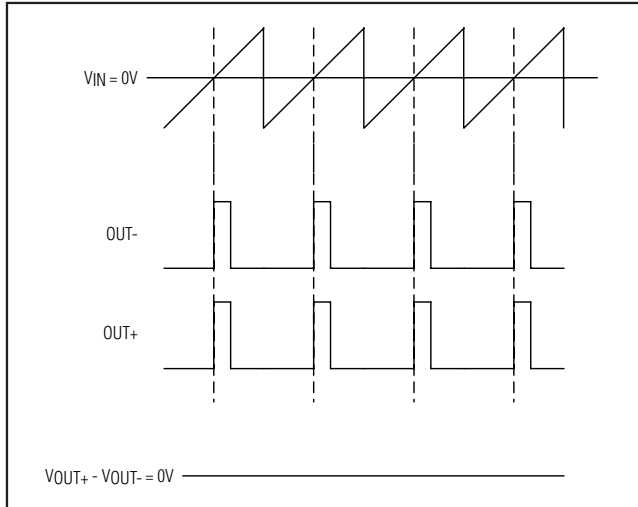 VIN = 0V
OUT-
OUT+
VOUT+ - VOUT- = 0V